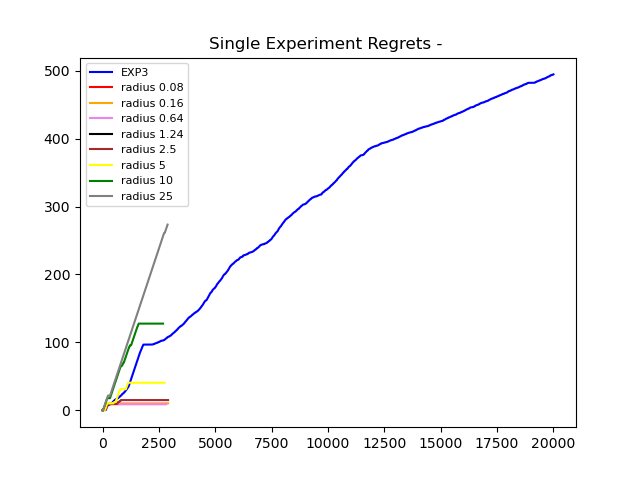 Single Experiment Regrets -
EXP3
radius 0.08
radius 0.16
radius 0.64
radius 1.24
radius 2.5
radius 5
radius 10
radius 25
500
400
300
200
100
0
0 2500 5000 7500 10000 12500 15000 17500 20000